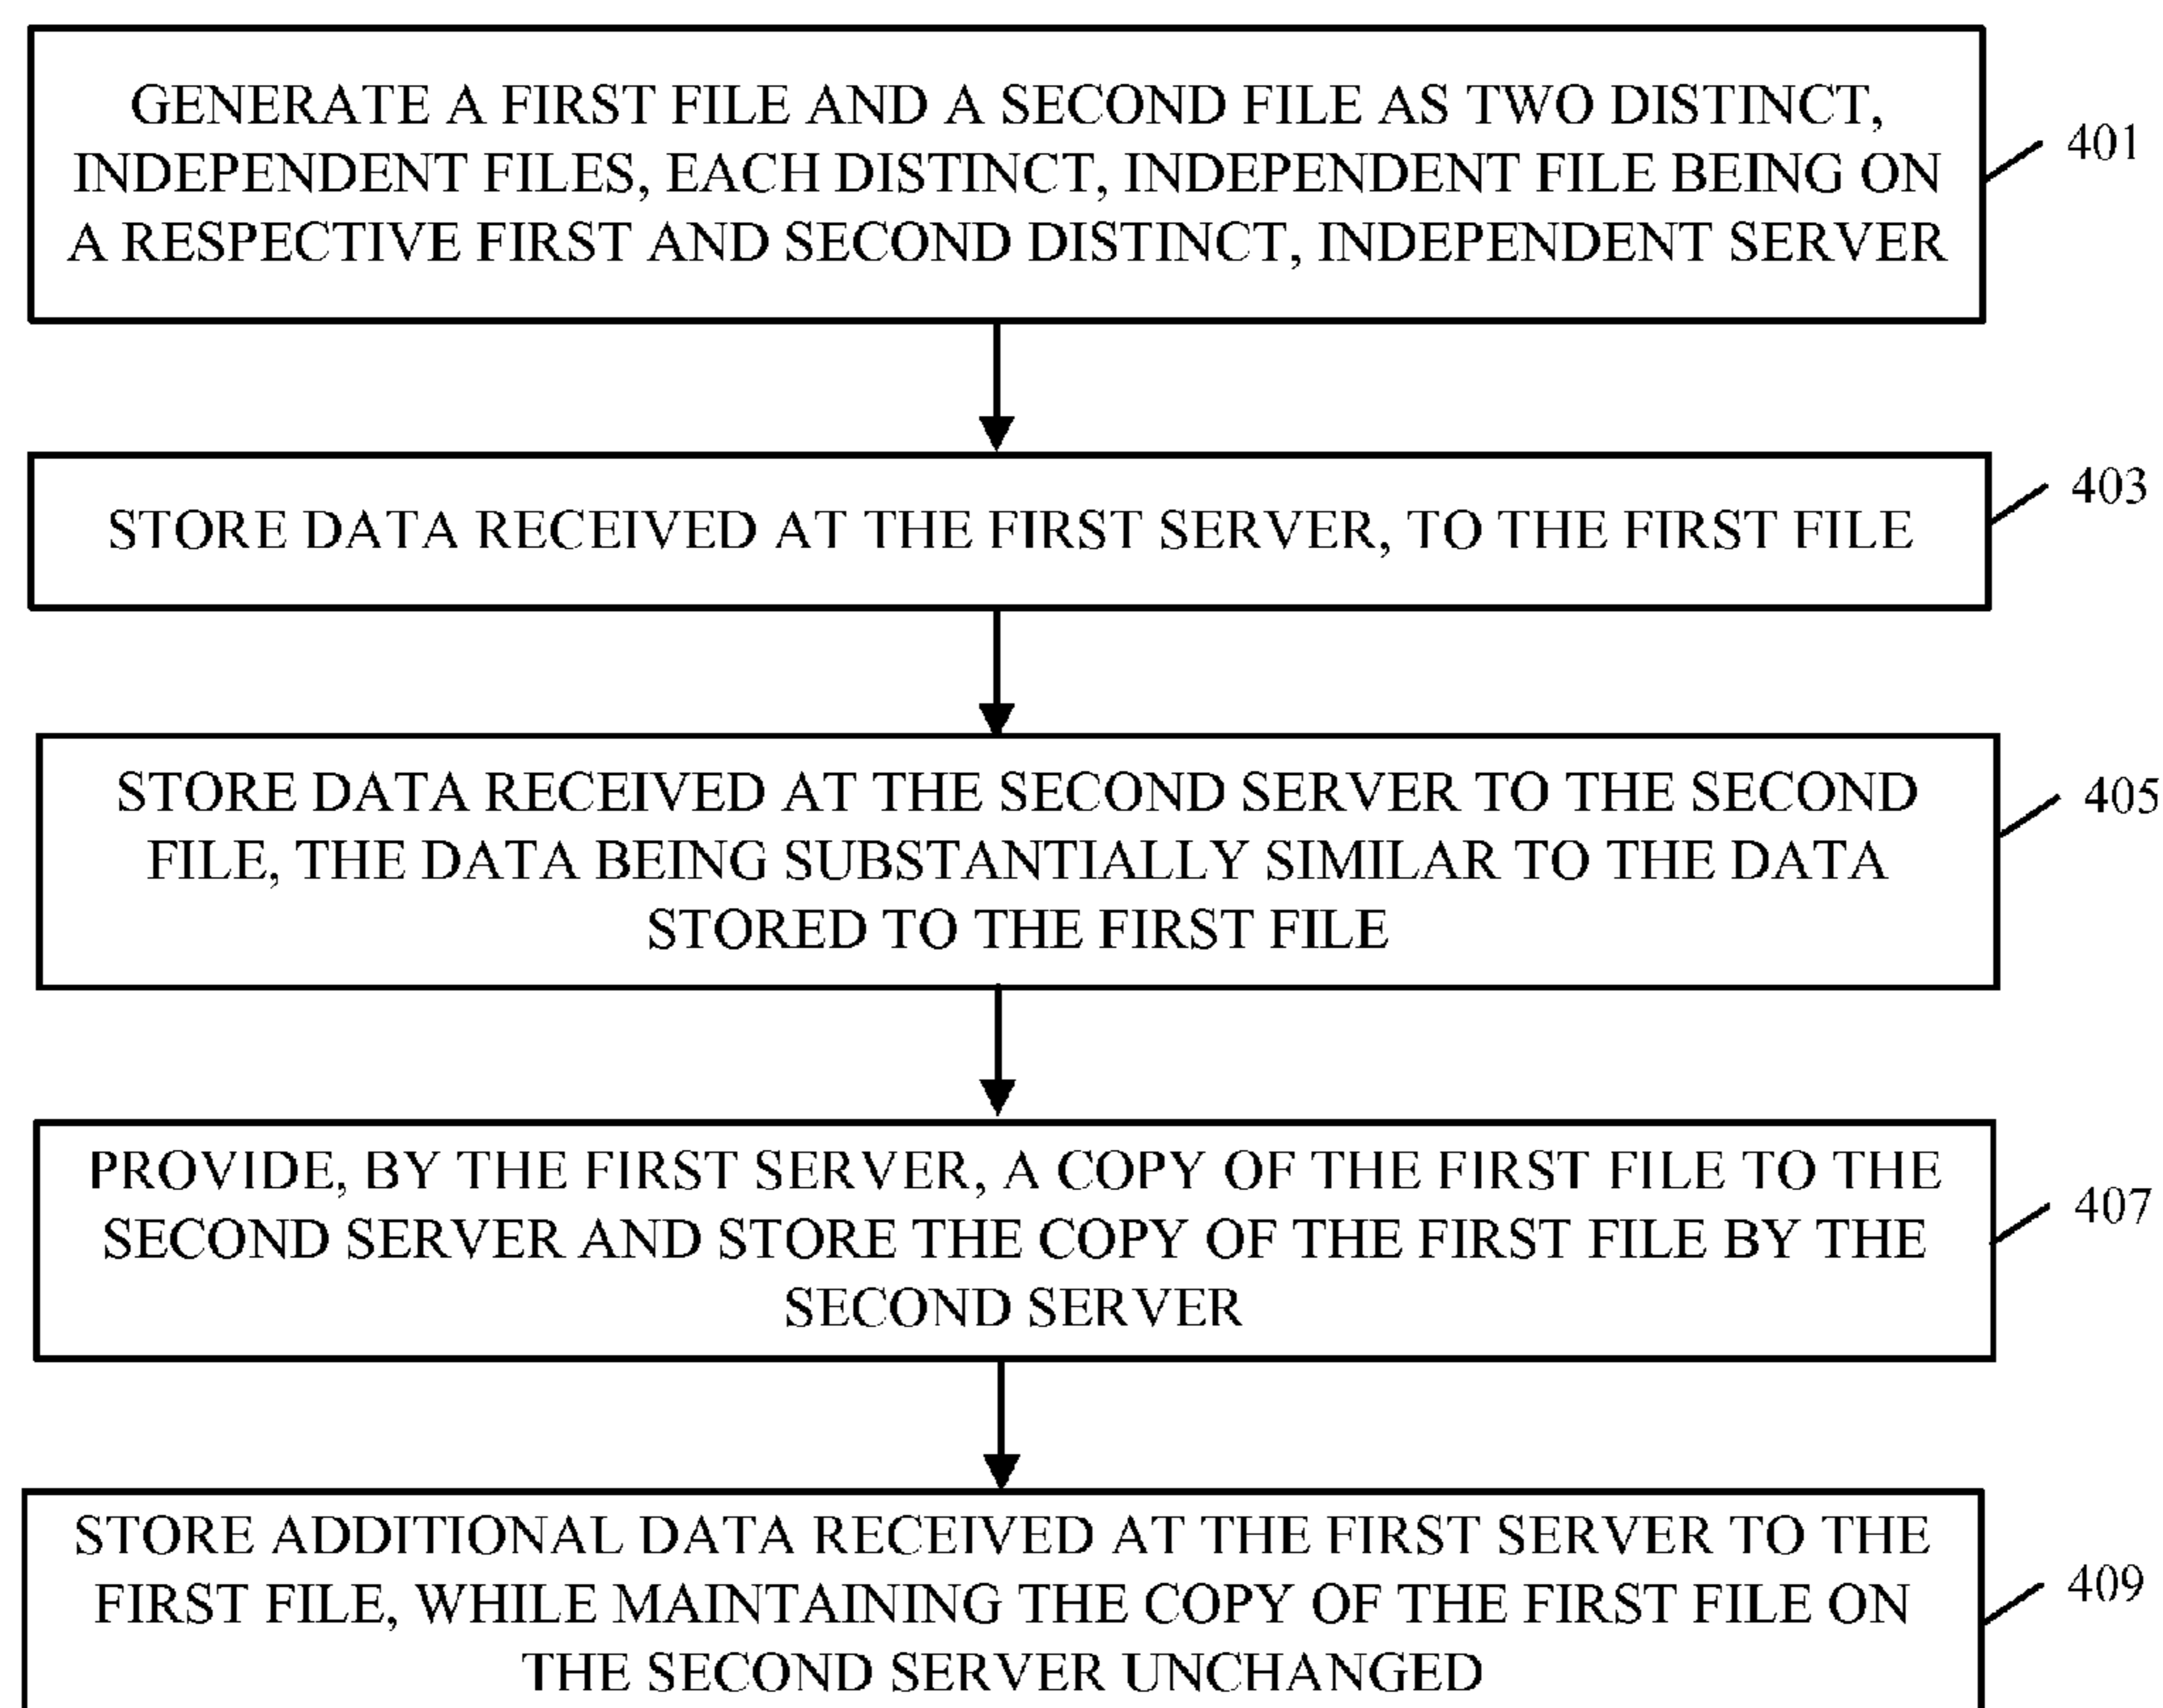 GENERATE A FIRST FILE AND A SECOND FILE AS TWO DISTINCT,
INDEPENDENT FILES, EACH DISTINCT, INDEPENDENT FILE BEING ON
A RESPECTIVE FIRST AND SECOND DISTINCT, INDEPENDENT SERVER
401
STORE DATA RECEIVED AT THE FIRST SERVER, TO THE FIRST FILE
403
STORE DATA RECEIVED AT THE SECOND SERVER TO THE SECOND
FILE, THE DATA BEING SUBSTANTIALLY SIMILAR TO THE DATA
STORED TO THE FIRST FILE
405
PROVIDE, BY THE FIRST SERVER, A COPY OF THE FIRST FILE TO THE
SECOND SERVER AND STORE THE COPY OF THE FIRST FILE BY THE
SECOND SERVER
407
STORE ADDITIONAL DATA RECEIVED AT THE FIRST SERVER TO THE
FIRST FILE, WHILE MAINTAINING THE COPY OF THE FIRST FILE ON
THE SECOND SERVER UNCHANGED
409